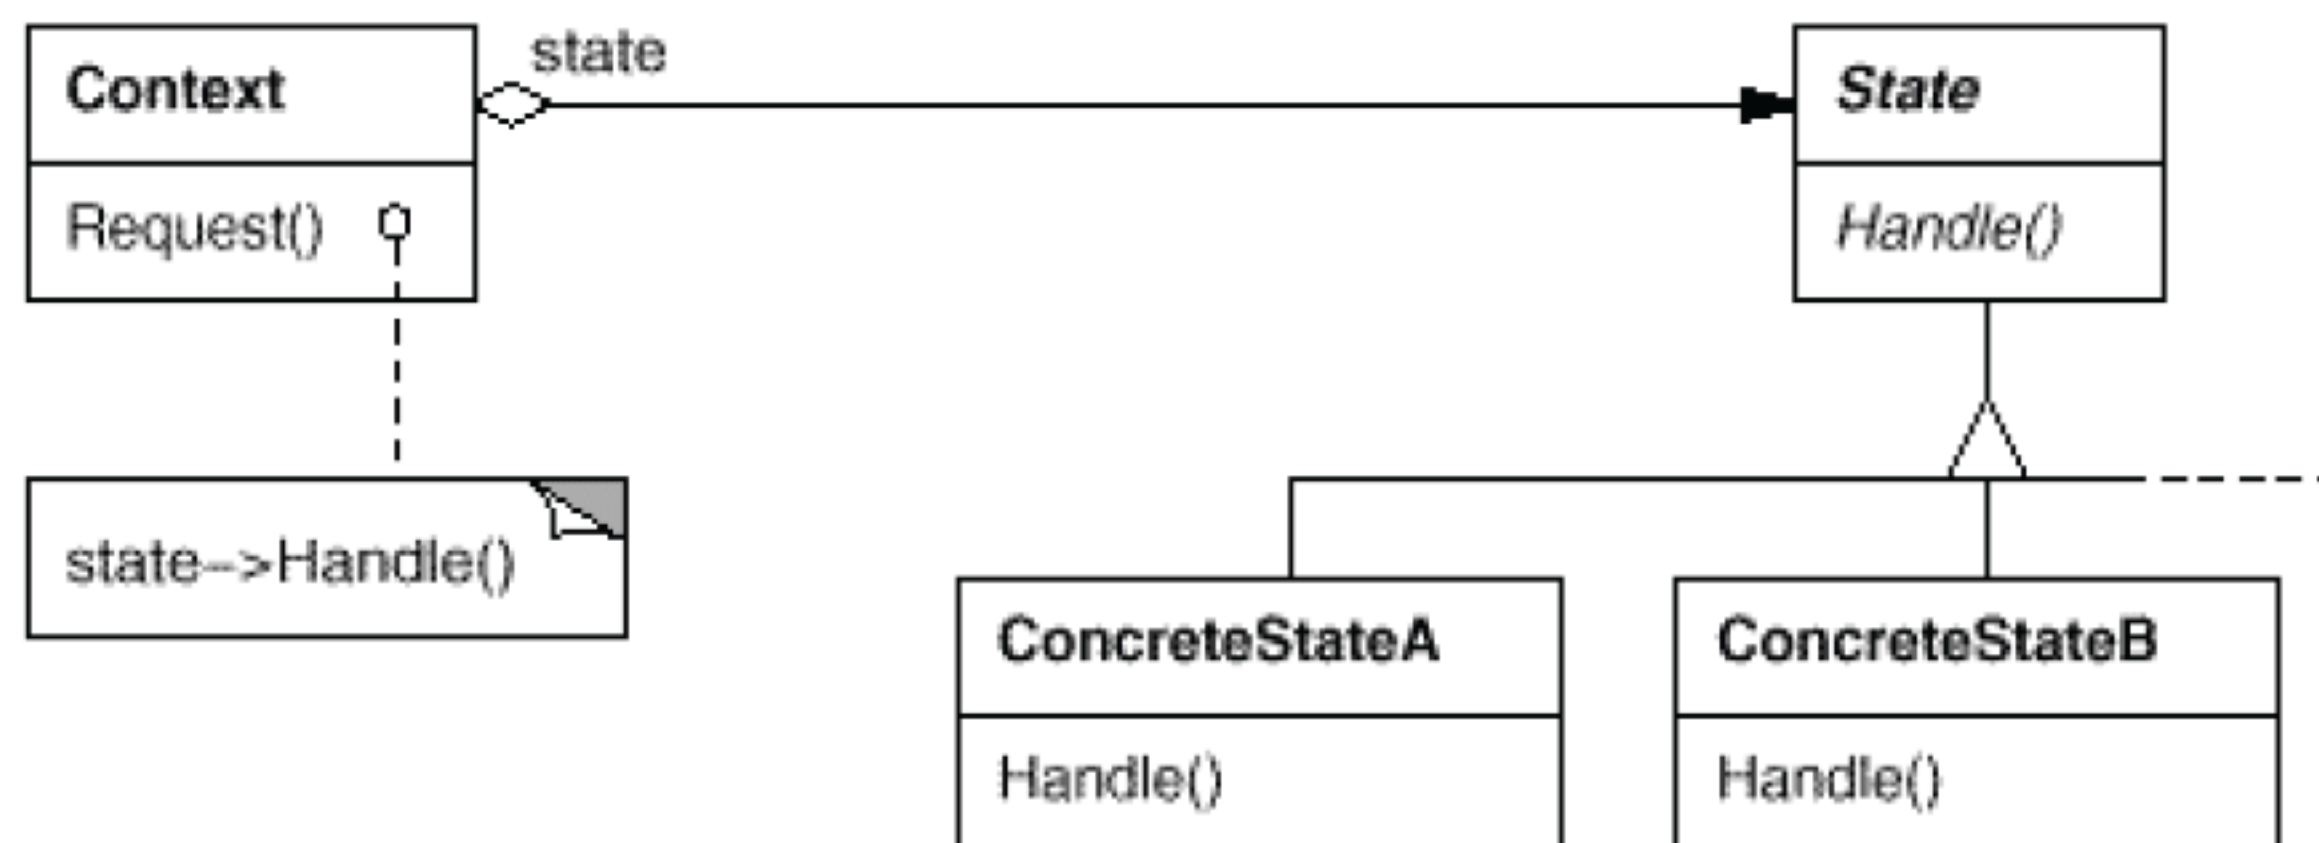 state
Context
State
Request()
Handle()
state-->Handle()
ConcreteStateA
ConcreteStateB
Handle()
Handle()